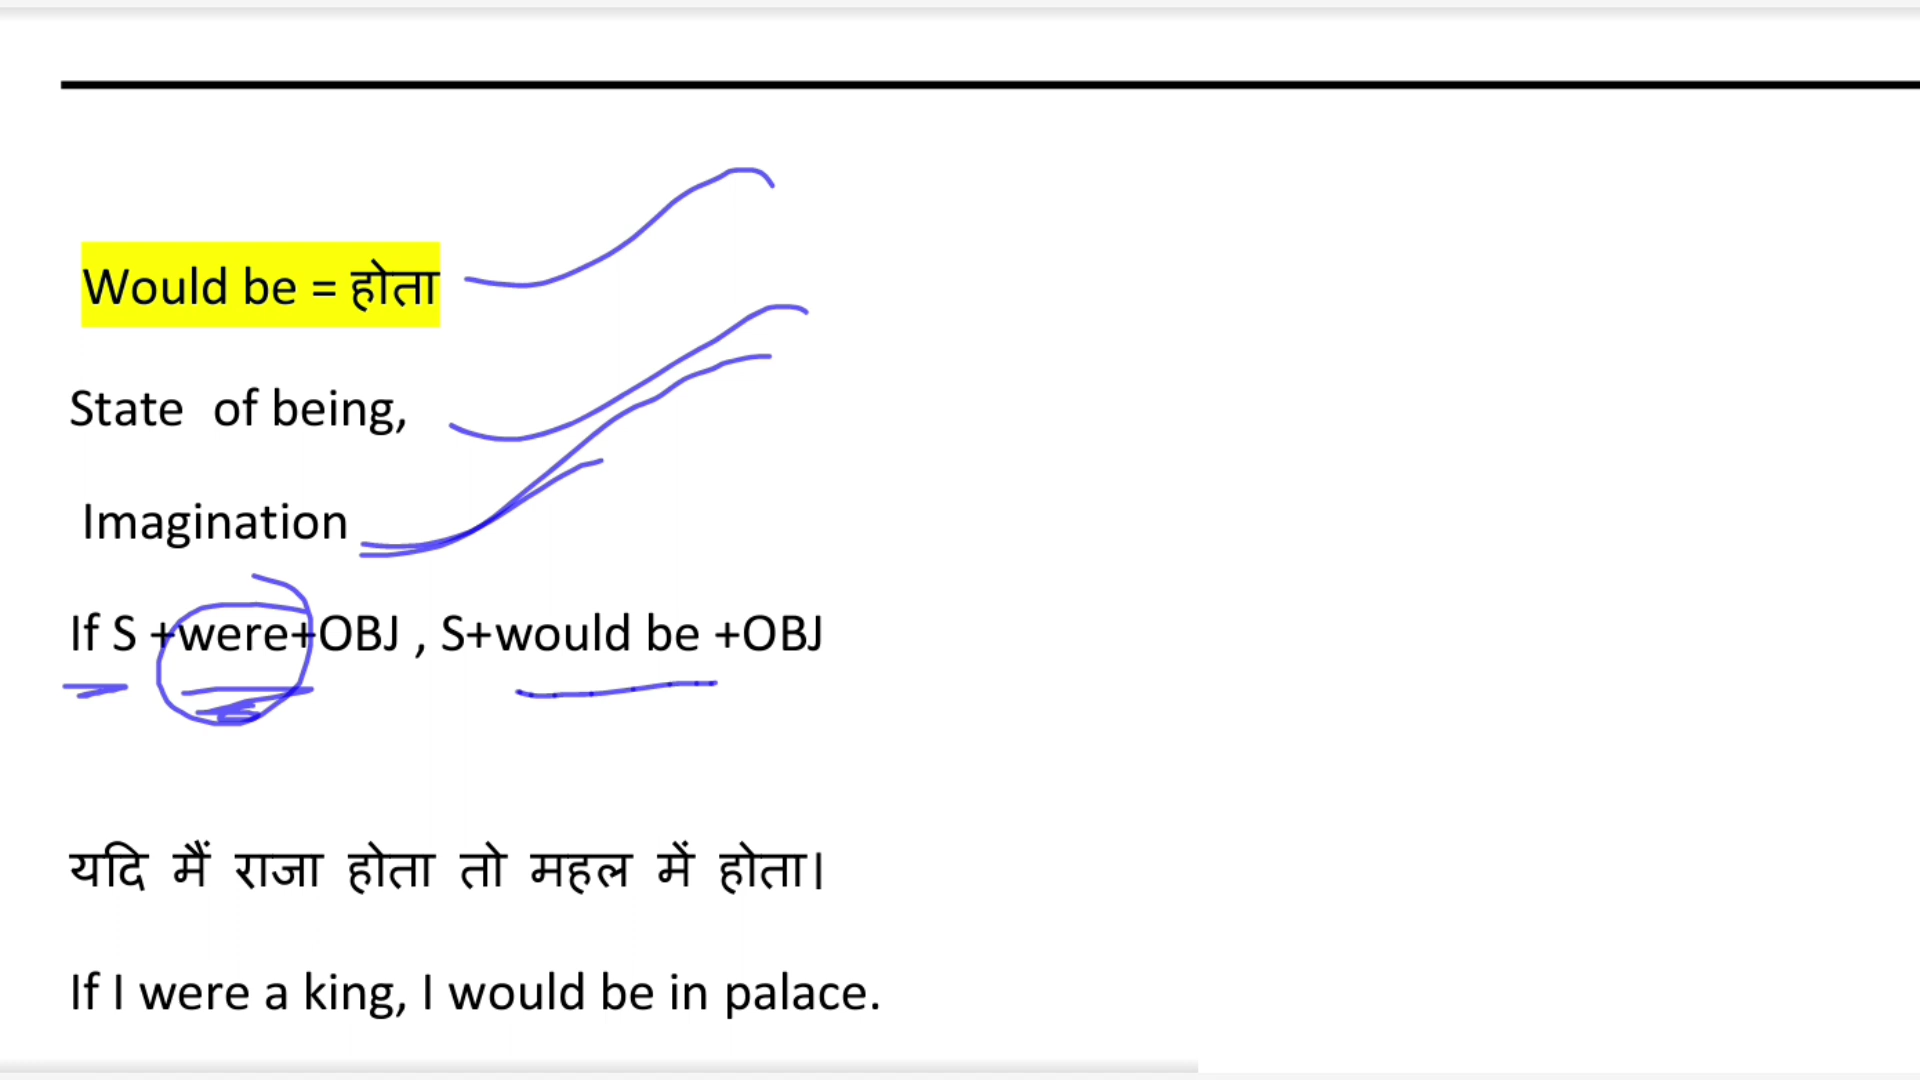 Would be = होता
State of being,
Imagination
If S +were+OBJ , S+would be +OBJ
यदि मैं राजा होता तो महल में होता।
If I were a king, I would be in palace.